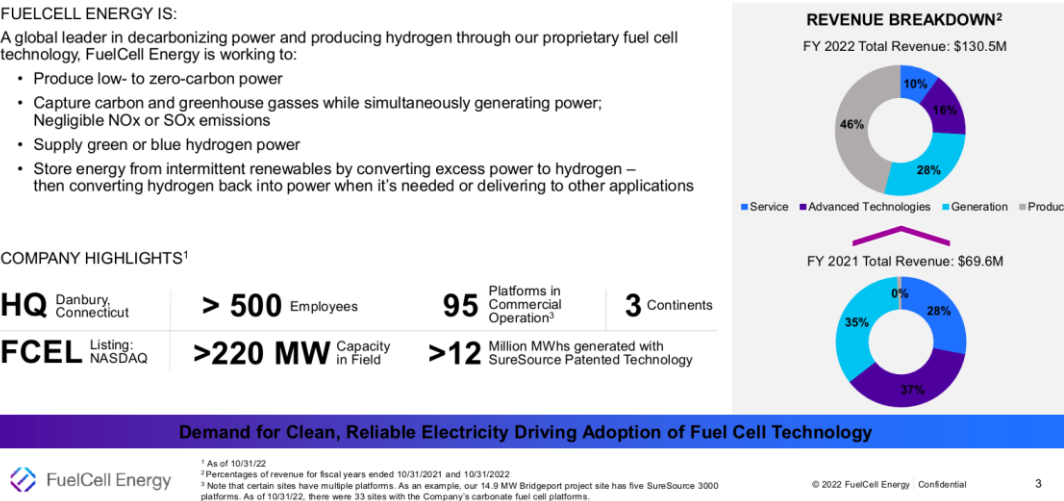 FUELCELL ENERGY IS:
A global leader in decarbonizing power and producing hydrogen through our proprietary fuel cell
technology, FuelCell Energy is working to:
• Produce low- to zero-carbon power
• Capture carbon and greenhouse gasses while simultaneously generating power;
Negligible NOx or SOx emissions
• Supply green or blue hydrogen power
• Store energy from intermittent renewables by converting excess power to hydrogen –
then converting hydrogen back into power when it's needed or delivering to other applications
COMPANY HIGHLIGHTS¹
HQ Danbury,
Connecticut
> 500 Employees
95 Platforms in
Commercial
Operation³
3 Continents
FCEL Listing:
NASDAQ
>220 MW Capacity
in Field
>12 Million MWhs generated with
SureSource Patented Technology
REVENUE BREAKDOWN²
FY 2022 Total Revenue: $130.5M
10%
16%
28%
46%
Service Advanced Technologies Generation Produc
FY 2021 Total Revenue: $69.6M
0%
28%
37%
35%
Demand for Clean, Reliable Electricity Driving Adoption of Fuel Cell Technology
FuelCell Energy
¹ As of 10/31/22
² Percentages of revenue for fiscal years ended 10/31/2021 and 10/31/2022
³ Note that certain sites have multiple platforms. As an example, our 14.9 MW Bridgeport project site has five SureSource 3000
platforms. As of 10/31/22, there were 33 sites with the Company's carbonate fuel cell platforms.
© 2022 FuelCell Energy | Confidential
3